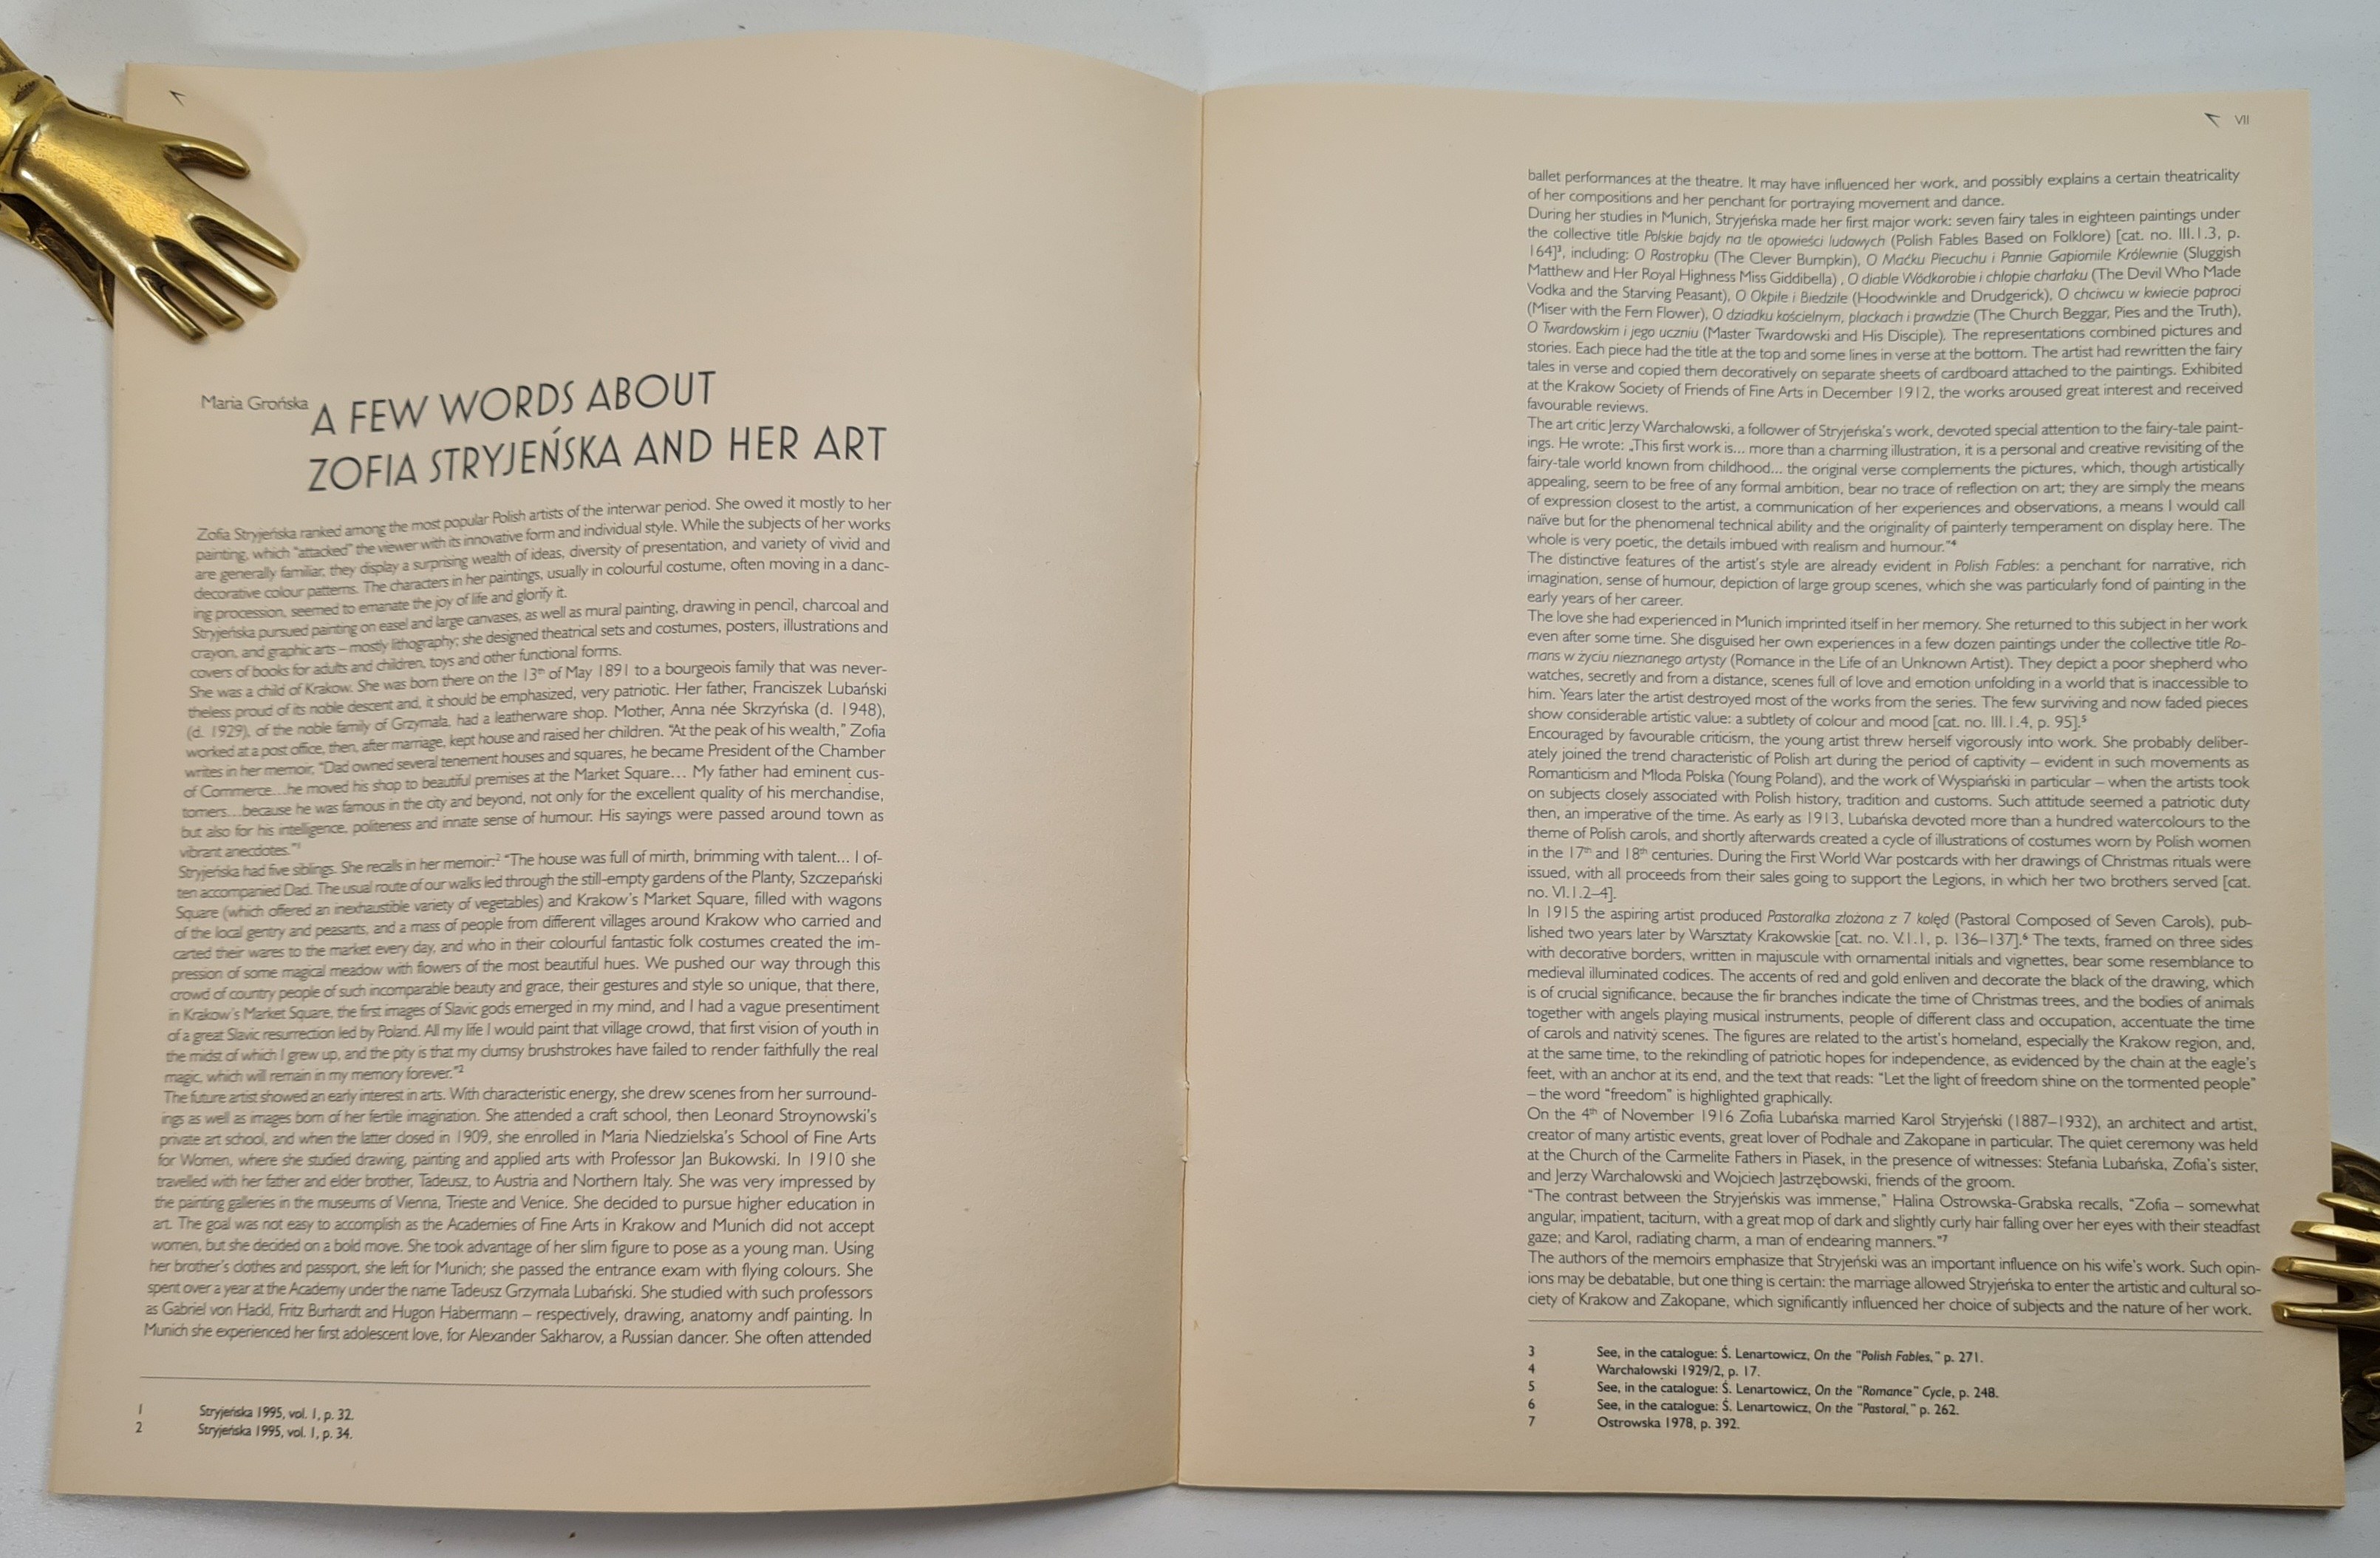 Maria Grońska
A FEW WORDS ABOUT
ZOFIA STRYJEŃSKA AND HER ART
Zofia Stryjeńska ranked among the most popular Polish artists of the interwar period. She owed it mostly to her
painting, which "attacked" the viewer with its innovative form and individual style. While the subjects of her works
are generally familiar, they display a surprising wealth of ideas, diversity of presentation, and variety of vivid and
decorative colour patterns. The characters in her paintings, usually in colourful costume, often moving in a danc-
ing procession, seemed to emanate the joy of life and glorify it.
Stryjeńska pursued painting on easel and large canvases, as well as mural painting, drawing in pencil, charcoal and
crayon, and graphic arts – mostly lithography; she designed theatrical sets and costumes, posters, illustrations and
covers of books for adults and children, toys and other functional forms.
She was a child of Krakow. She was born there on the 13th of May 1891 to a bourgeois family that was never-
theless proud of its noble descent and, it should be emphasized, very patriotic. Her father, Franciszek Lubański
(d. 1929), of the noble family of Grzymała, had a leatherware shop. Mother, Anna née Skrzyńska (d. 1948),
worked at a post office, then, after marriage, kept house and raised her children. "At the peak of his wealth," Zofia
writes in her memoir, "Dad owned several tenement houses and squares, he became President of the Chamber
of Commerce…he moved his shop to beautiful premises at the Market Square… My father had eminent cus-
tomers…because he was famous in the city and beyond, not only for the excellent quality of his merchandise,
but also for his intelligence, politeness and innate sense of humour. His sayings were passed around town as
vibrant anecdotes."1
Stryjeńska had five siblings. She recalls in her memoir:2 "The house was full of mirth, brimming with talent… I of-
ten accompanied Dad. The usual route of our walks led through the still-empty gardens of the Planty, Szczepański
Square (which offered an inexhaustible variety of vegetables) and Krakow's Market Square, filled with wagons
of the local gentry and peasants, and a mass of people from different villages around Krakow who carried and
carted their wares to the market every day, and who in their colourful fantastic folk costumes created the im-
pression of some magical meadow with flowers of the most beautiful hues. We pushed our way through this
crowd of country people of such incomparable beauty and grace, their gestures and style so unique, that there,
in Krakow's Market Square, the first images of Slavic gods emerged in my mind, and I had a vague presentiment
of a great Slavic resurrection led by Poland. All my life I would paint that village crowd, that first vision of youth in
the midst of which I grew up, and the pity is that my clumsy brushstrokes have failed to render faithfully the real
magic, which will remain in my memory forever."2
The future artist showed an early interest in arts. With characteristic energy, she drew scenes from her surround-
ings as well as images born of her fertile imagination. She attended a craft school, then Leonard Stroynowski's
private art school, and when the latter closed in 1909, she enrolled in Maria Niedzielska's School of Fine Arts
for Women, where she studied drawing, painting and applied arts with Professor Jan Bukowski. In 1910 she
travelled with her father and elder brother, Tadeusz, to Austria and Northern Italy. She was very impressed by
the painting galleries in the museums of Vienna, Trieste and Venice. She decided to pursue higher education in
art. The goal was not easy to accomplish as the Academies of Fine Arts in Krakow and Munich did not accept
women, but she decided on a bold move. She took advantage of her slim figure to pose as a young man. Using
her brother's clothes and passport, she left for Munich; she passed the entrance exam with flying colours. She
spent over a year at the Academy under the name Tadeusz Grzymała Lubański. She studied with such professors
as Gabriel von Hackl, Fritz Burhardt and Hugon Habermann – respectively, drawing, anatomy andf painting. In
Munich she experienced her first adolescent love, for Alexander Sakharov, a Russian dancer. She often attended
1 Stryjeńska 1995, vol. 1, p. 32.
2 Stryjeńska 1995, vol. 1, p. 34.
VII
ballet performances at the theatre. It may have influenced her work, and possibly explains a certain theatricality
of her compositions and her penchant for portraying movement and dance.
During her studies in Munich, Stryjeńska made her first major work: seven fairy tales in eighteen paintings under
the collective title Polskie bajdy na tle opowieści ludowych (Polish Fables Based on Folklore) [cat. no. III.1.3, p.
164]3, including: O Rostropku (The Clever Bumpkin), O Maćku Piecuchu i Pannie Gapiomile Królewnie (Sluggish
Matthew and Her Royal Highness Miss Giddibella) , O diable Wódkorobie i chłopie charłaku (The Devil Who Made
Vodka and the Starving Peasant), O Okpile i Biedzile (Hoodwinkle and Drudgerick), O chciwcu w kwiecie paproci
(Miser with the Fern Flower), O dziadku kościelnym, plackach i prawdzie (The Church Beggar, Pies and the Truth),
O Twardowskim i jego uczniu (Master Twardowski and His Disciple). The representations combined pictures and
stories. Each piece had the title at the top and some lines in verse at the bottom. The artist had rewritten the fairy
tales in verse and copied them decoratively on separate sheets of cardboard attached to the paintings. Exhibited
at the Krakow Society of Friends of Fine Arts in December 1912, the works aroused great interest and received
favourable reviews.
The art critic Jerzy Warchałowski, a follower of Stryjeńska's work, devoted special attention to the fairy-tale paint-
ings. He wrote: „This first work is… more than a charming illustration, it is a personal and creative revisiting of the
fairy-tale world known from childhood… the original verse complements the pictures, which, though artistically
appealing, seem to be free of any formal ambition, bear no trace of reflection on art; they are simply the means
of expression closest to the artist, a communication of her experiences and observations, a means I would call
naïve but for the phenomenal technical ability and the originality of painterly temperament on display here. The
whole is very poetic, the details imbued with realism and humour."4
The distinctive features of the artist's style are already evident in Polish Fables: a penchant for narrative, rich
imagination, sense of humour, depiction of large group scenes, which she was particularly fond of painting in the
early years of her career.
The love she had experienced in Munich imprinted itself in her memory. She returned to this subject in her work
even after some time. She disguised her own experiences in a few dozen paintings under the collective title Ro-
mans w życiu nieznanego artysty (Romance in the Life of an Unknown Artist). They depict a poor shepherd who
watches, secretly and from a distance, scenes full of love and emotion unfolding in a world that is inaccessible to
him. Years later the artist destroyed most of the works from the series. The few surviving and now faded pieces
show considerable artistic value: a subtlety of colour and mood [cat. no. III.1.4, p. 95].5
Encouraged by favourable criticism, the young artist threw herself vigorously into work. She probably deliber-
ately joined the trend characteristic of Polish art during the period of captivity – evident in such movements as
Romanticism and Młoda Polska (Young Poland), and the work of Wyspiański in particular – when the artists took
on subjects closely associated with Polish history, tradition and customs. Such attitude seemed a patriotic duty
then, an imperative of the time. As early as 1913, Lubańska devoted more than a hundred watercolours to the
theme of Polish carols, and shortly afterwards created a cycle of illustrations of costumes worn by Polish women
in the 17th and 18th centuries. During the First World War postcards with her drawings of Christmas rituals were
issued, with all proceeds from their sales going to support the Legions, in which her two brothers served [cat.
no. VI.1.2–4].
In 1915 the aspiring artist produced Pastorałka złożona z 7 kolęd (Pastoral Composed of Seven Carols), pub-
lished two years later by Warsztaty Krakowskie [cat. no. V.1.1, p. 136–137].6 The texts, framed on three sides
with decorative borders, written in majuscule with ornamental initials and vignettes, bear some resemblance to
medieval illuminated codices. The accents of red and gold enliven and decorate the black of the drawing, which
is of crucial significance, because the fir branches indicate the time of Christmas trees, and the bodies of animals
together with angels playing musical instruments, people of different class and occupation, accentuate the time
of carols and nativity scenes. The figures are related to the artist's homeland, especially the Krakow region, and,
at the same time, to the rekindling of patriotic hopes for independence, as evidenced by the chain at the eagle's
feet, with an anchor at its end, and the text that reads: "Let the light of freedom shine on the tormented people"
– the word "freedom" is highlighted graphically.
On the 4th of November 1916 Zofia Lubańska married Karol Stryjeński (1887–1932), an architect and artist,
creator of many artistic events, great lover of Podhale and Zakopane in particular. The quiet ceremony was held
at the Church of the Carmelite Fathers in Piasek, in the presence of witnesses: Stefania Lubańska, Zofia's sister,
and Jerzy Warchałowski and Wojciech Jastrzębowski, friends of the groom.
"The contrast between the Stryjeńskis was immense," Halina Ostrowska-Grabska recalls, "Zofia – somewhat
angular, impatient, taciturn, with a great mop of dark and slightly curly hair falling over her eyes with their steadfast
gaze; and Karol, radiating charm, a man of endearing manners."7
The authors of the memoirs emphasize that Stryjeński was an important influence on his wife's work. Such opin-
ions may be debatable, but one thing is certain: the marriage allowed Stryjeńska to enter the artistic and cultural so-
ciety of Krakow and Zakopane, which significantly influenced her choice of subjects and the nature of her work.
3 See, in the catalogue: Ś. Lenartowicz, On the "Polish Fables," p. 271.
4 Warchałowski 1929/2, p. 17.
5 See, in the catalogue: Ś. Lenartowicz, On the "Romance" Cycle, p. 248.
6 See, in the catalogue: Ś. Lenartowicz, On the "Pastoral," p. 262.
7 Ostrowska 1978, p. 392.